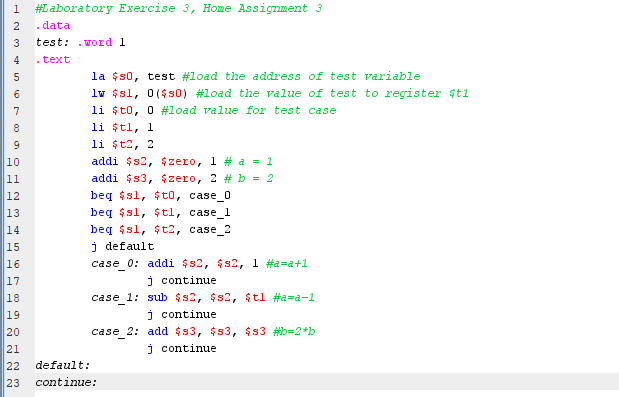 1 #Laboratory Exercise 3, Home Assignment 3
2 .data
3 test: .word 1
4 .text
5 la $s0, test #load the address of test variable
6 lw $s1, 0($s0) #load the value of test to register $t1
7 li $t0, 0 #load value for test case
8 li $t1, 1
9 li $t2, 2
10 addi $s2, $zero, 1 # a = 1
11 addi $s3, $zero, 2 # b = 2
12 beq $s1, $t0, case_0
13 beq $s1, $t1, case_1
14 beq $s1, $t2, case_2
15 j default
16 case_0: addi $s2, $s2, 1 #a=a+1
17 j continue
18 case_1: sub $s2, $s2, $t1 #a=a-1
19 j continue
20 case_2: add $s3, $s3, $s3 #b=2*b
21 j continue
22 default:
23 continue: